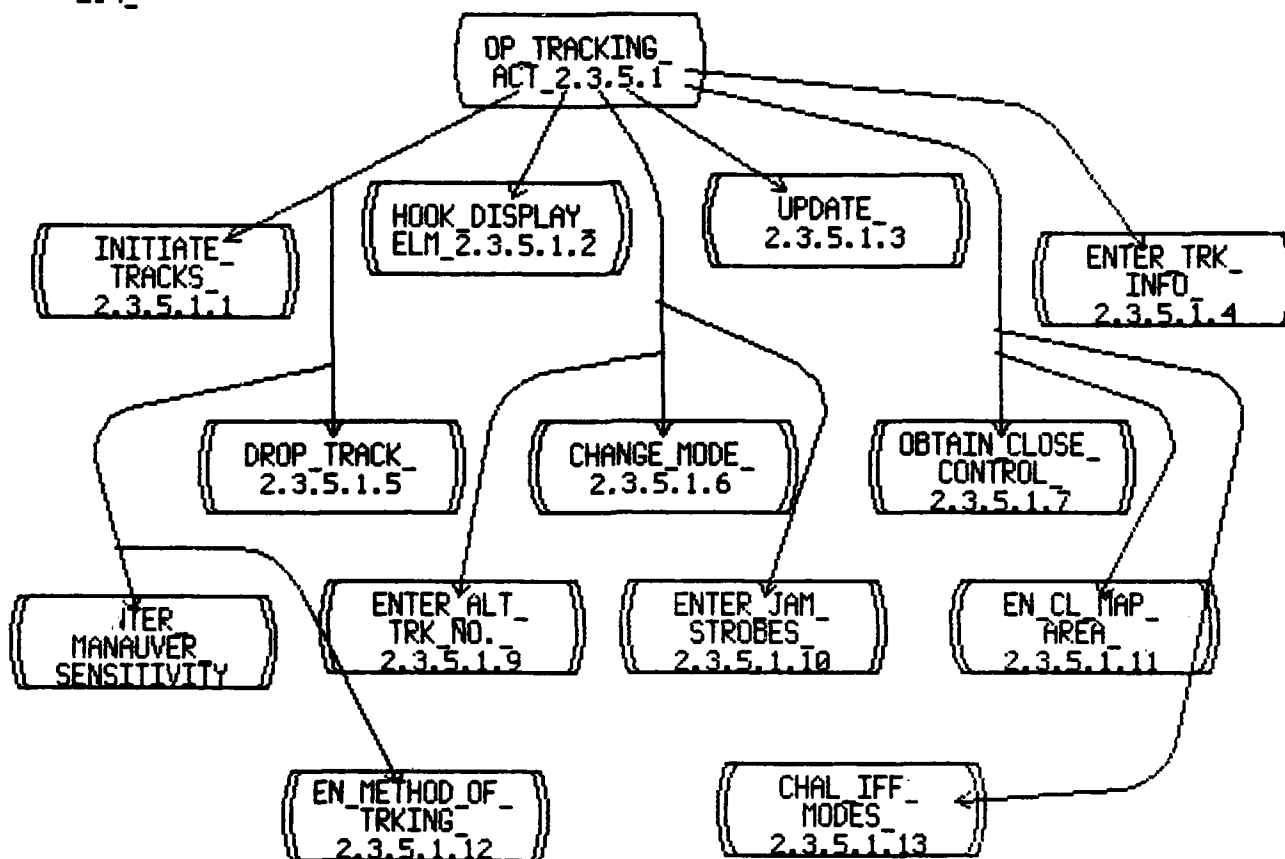 OP_TRACKING_
ACT_2.3.5.1
HOOK_DISPLAY_
ELM_2.3.5.1.2
UPDATE_
2.3.5.1.3
INITIATE_
TRACKS_
2.3.5.1.1
ENTER_TRK_
INFO_
2.3.5.1.4
DROP_TRACK_
2.3.5.1.5
CHANGE_MODE_
2.3.5.1.6
OBTAIN_CLOSE_
CONTROL_
2.3.5.1.7
MANAUVER_
SENSITIVITY
ENTER_ALT_
TRK_NO._
2.3.5.1.9
ENTER_JAM_
STROBES_
2.3.5.1.10
EN_CL_MAP_
AREA_
2.3.5.1.11
EN_METHOD_OF_
TRKING_
2.3.5.1.12
CHAL_IFF_
MODES_
2.3.5.1.13